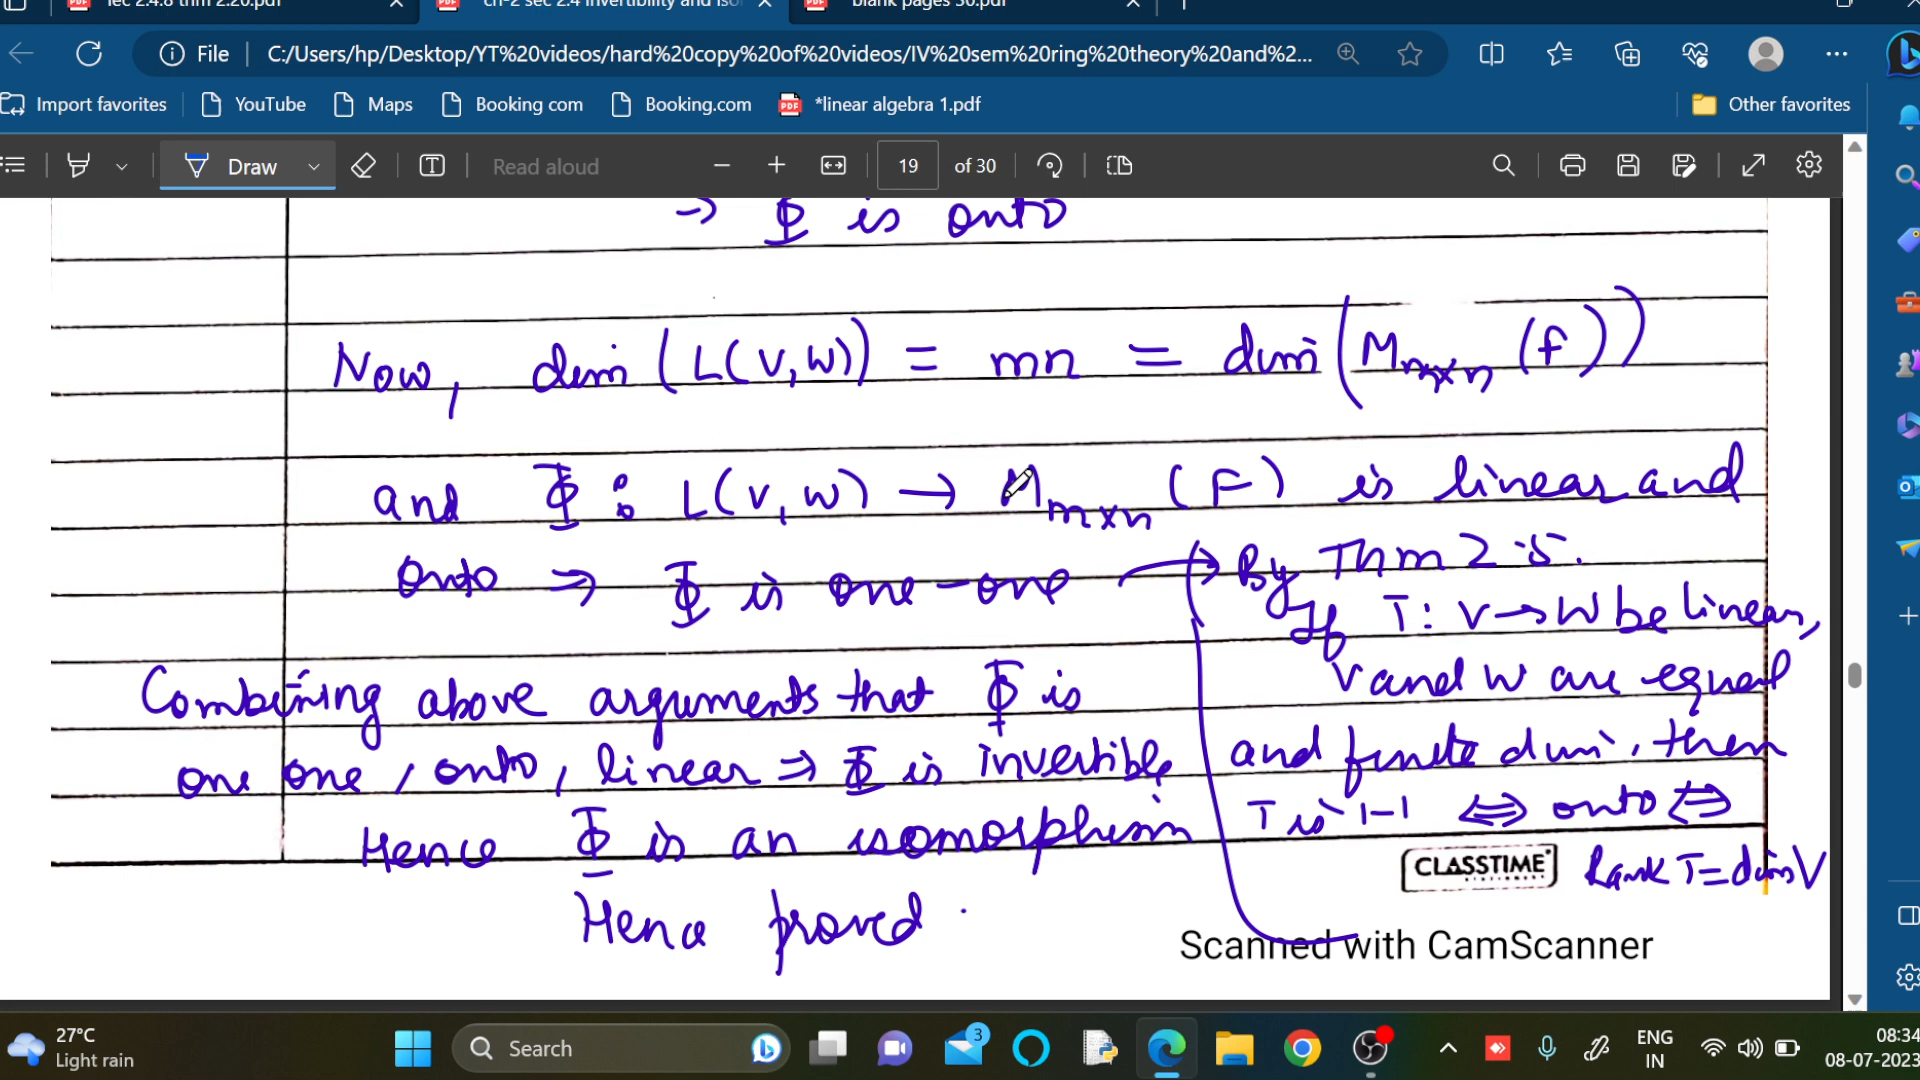 lec 2.4.8 thm 2.20.pdf
ch-2 sec 2.4 invertibility and iso
blank pages 30.pdf
File
C:/Users/hp/Desktop/YT%20videos/hard%20copy%20of%20videos/IV%20sem%20ring%20theory%20and%2...
Import favorites
YouTube
Maps
Booking com
Booking.com
*linear algebra 1.pdf
Other favorites
Draw
Read aloud
19 of 30
⇒ Φ is onto
Now, dim (L(V,W)) = mn = dim (Mm×n (F))
and Φ : L(V,W) → Mm×n (F) is linear and
onto ⇒ Φ is one-one → By Thm 2.5.
If T: V→W be linear,
V and W are equal
and finite dim, then
T is 1-1 ⇔ onto ⇔
Rank T = dim V
Combining above arguments that Φ is
one one, onto, linear ⇒ Φ is invertible
Hence Φ is an isomorphism
Hence proved.
CLASSTIME
Scanned with CamScanner
27°C
Light rain
Search
3
ENG
IN
08:34
08-07-2023